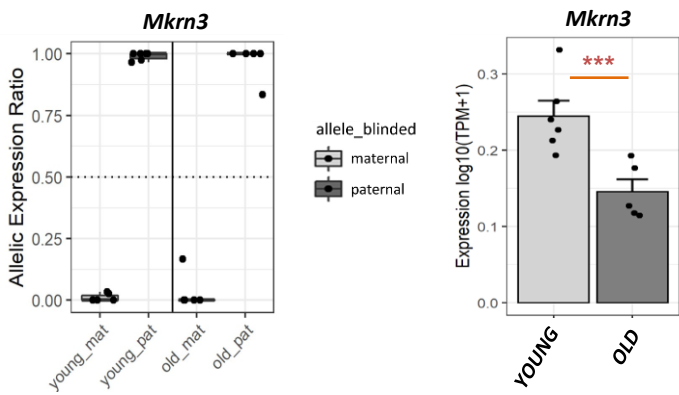 Mkrn3
Allelic Expression Ratio
1.00
0.75
0.50
0.25
0.00
young_mat
young_pat
old_mat
old_pat
allele_blinded
maternal
paternal
Mkrn3
***
Expression log10(TPM+1)
0.3
0.2
0.1
0.0
YOUNG
OLD